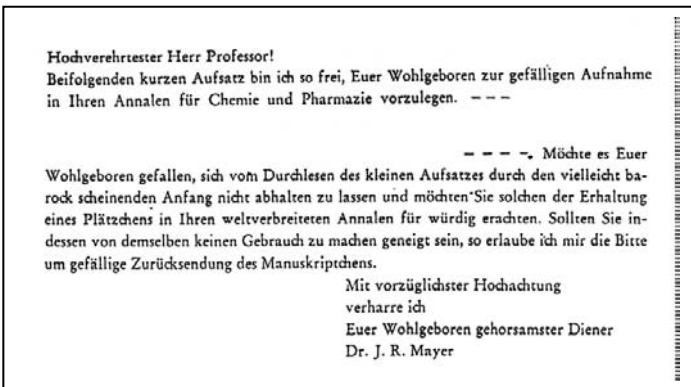 Hochverehrtester Herr Professor!
Beifolgenden kurzen Aufsatz bin ich so frei, Euer Wohlgeboren zur gefälligen Aufnahme
in Ihren Annalen für Chemie und Pharmazie vorzulegen. – – –
– – – –. Möchte es Euer
Wohlgeboren gefallen, sich vom Durchlesen des kleinen Aufsatzes durch den vielleicht ba-
rock scheinenden Anfang nicht abhalten zu lassen und möchten Sie solchen der Erhaltung
eines Plätzchens in Ihren weltverbreiteten Annalen für würdig erachten. Sollten Sie in-
dessen von demselben keinen Gebrauch zu machen geneigt sein, so erlaube ich mir die Bitte
um gefällige Zurücksendung des Manuskriptchens.
Mit vorzüglichster Hochachtung
verharre ich
Euer Wohlgeboren gehorsamster Diener
Dr. J. R. Mayer